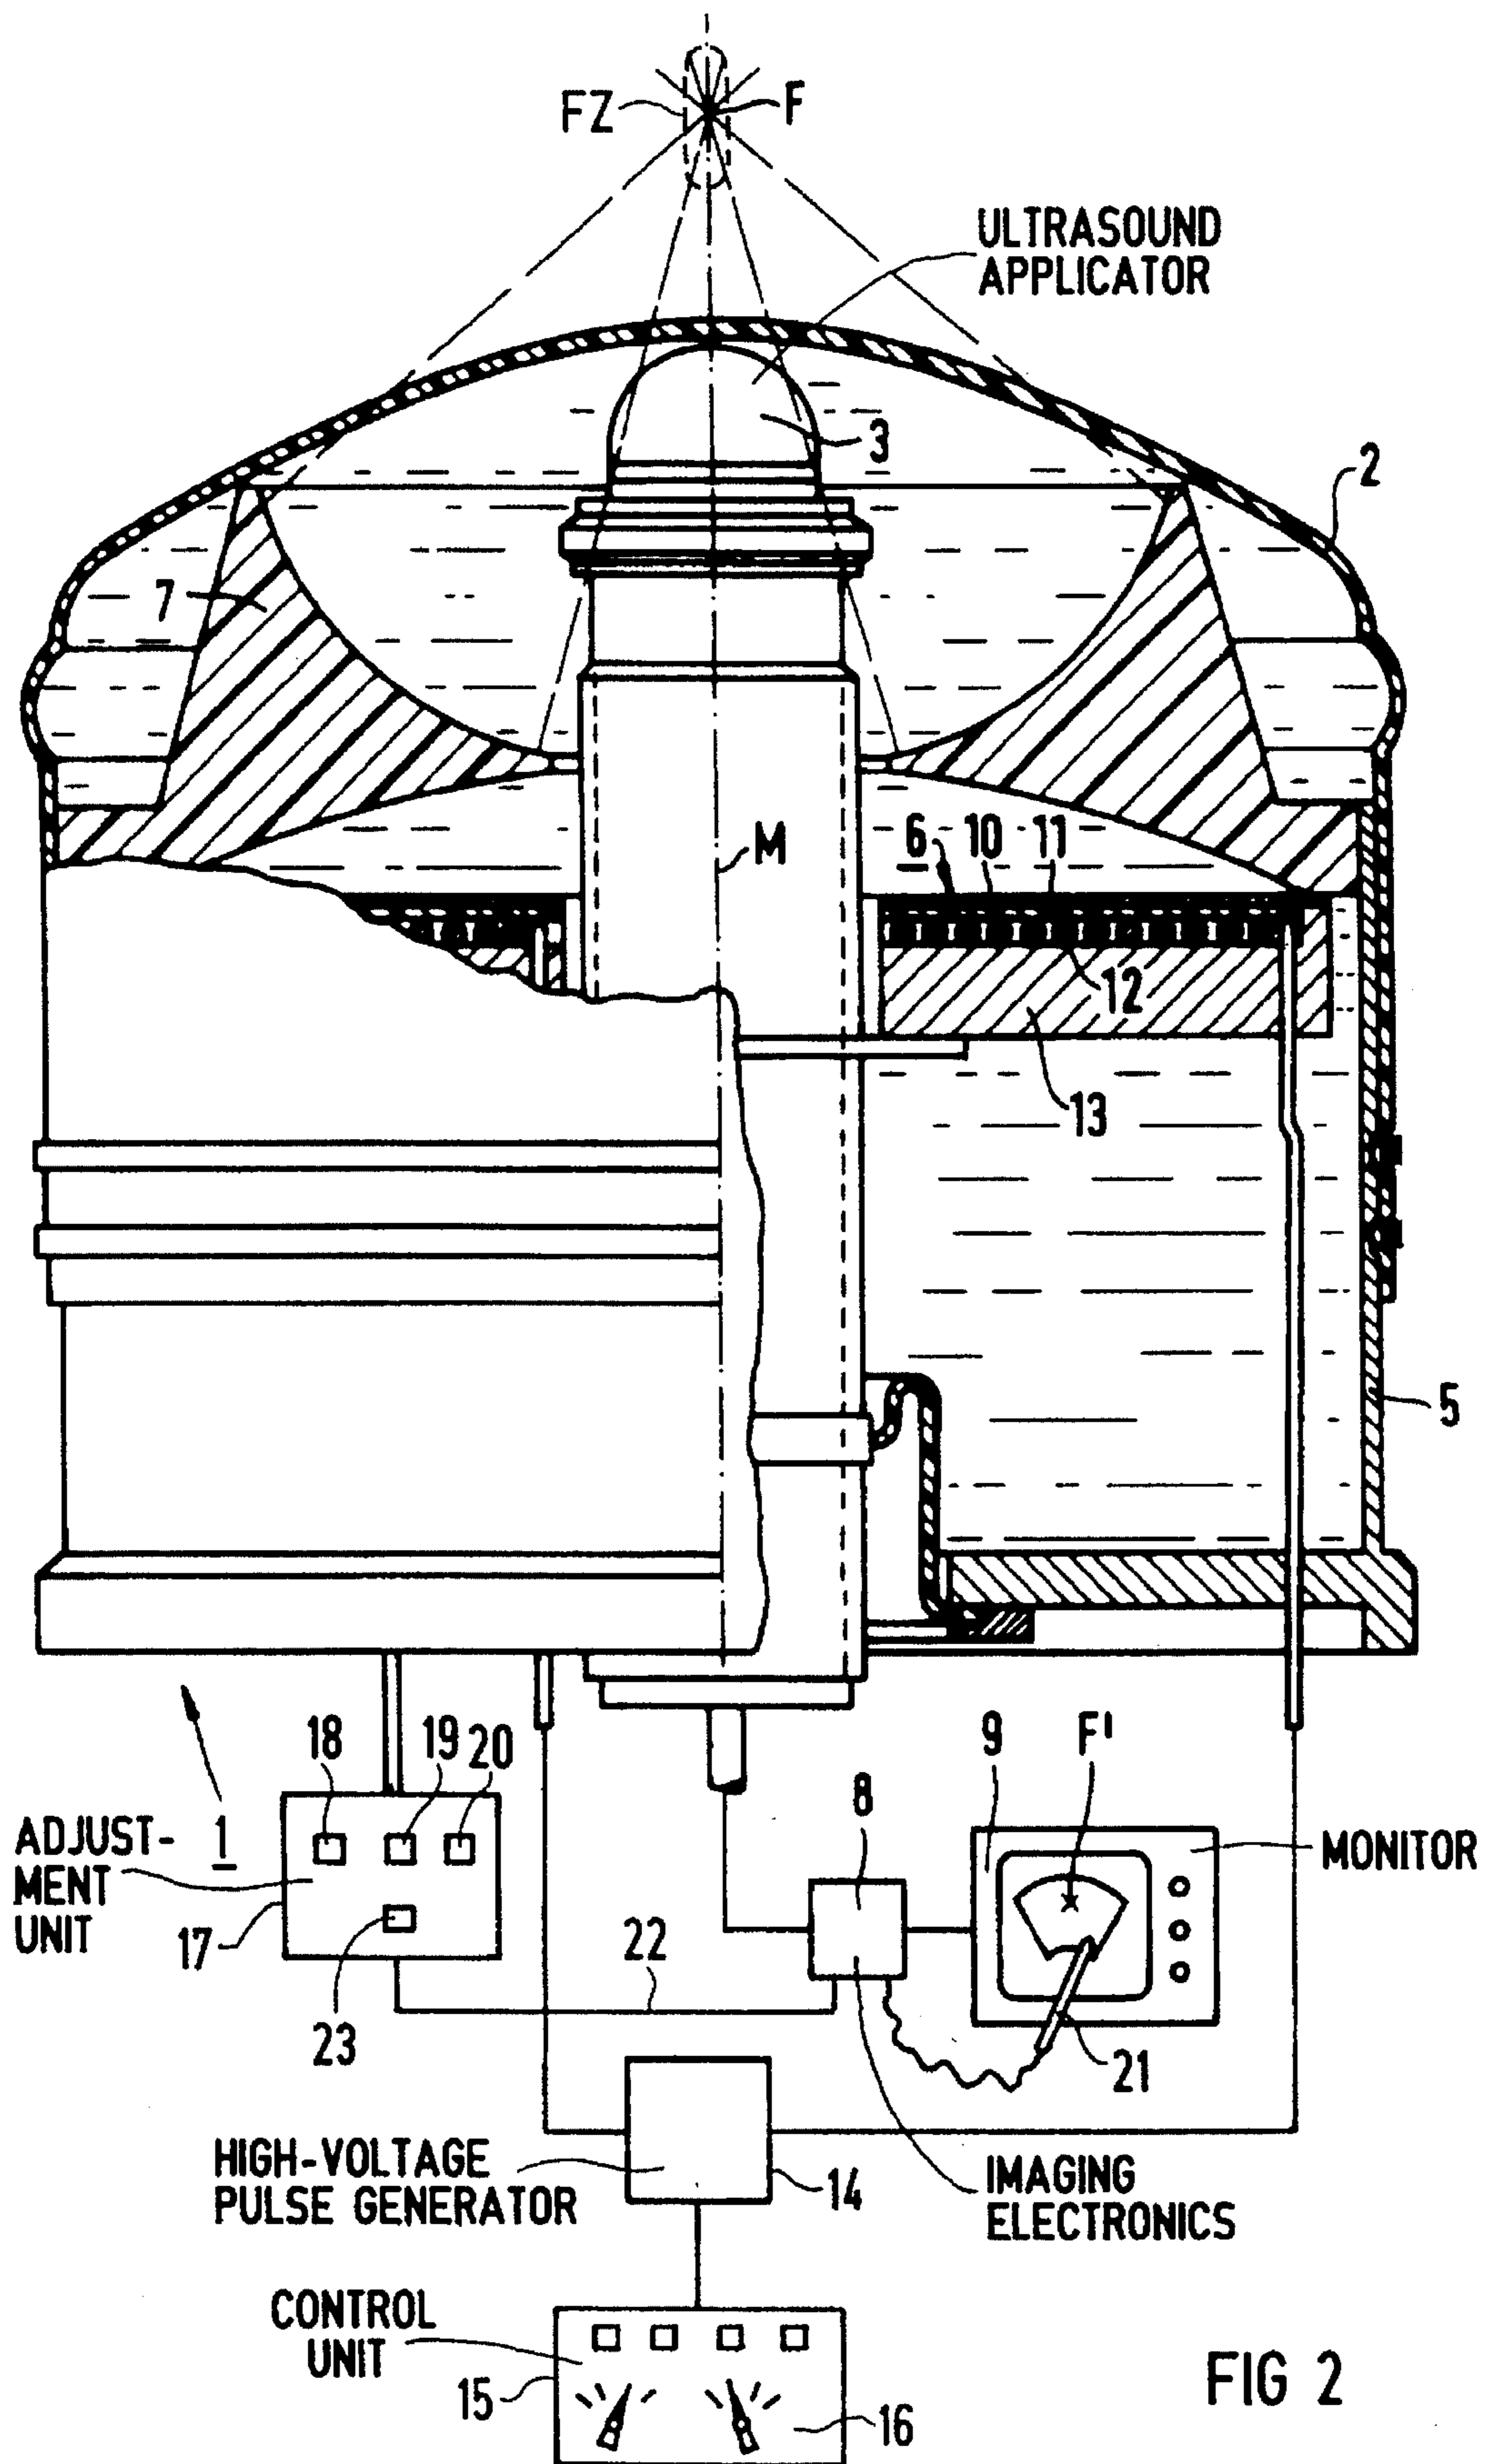 FZ
F
ULTRASOUND
APPLICATOR
3
2
7
M
6
10
11
12
13
5
18
19
20
9
F'
8
ADJUST-
MENT
UNIT
1
MONITOR
17
22
23
21
HIGH-VOLTAGE
PULSE GENERATOR
14
IMAGING
ELECTRONICS
CONTROL
UNIT
15
16
FIG 2